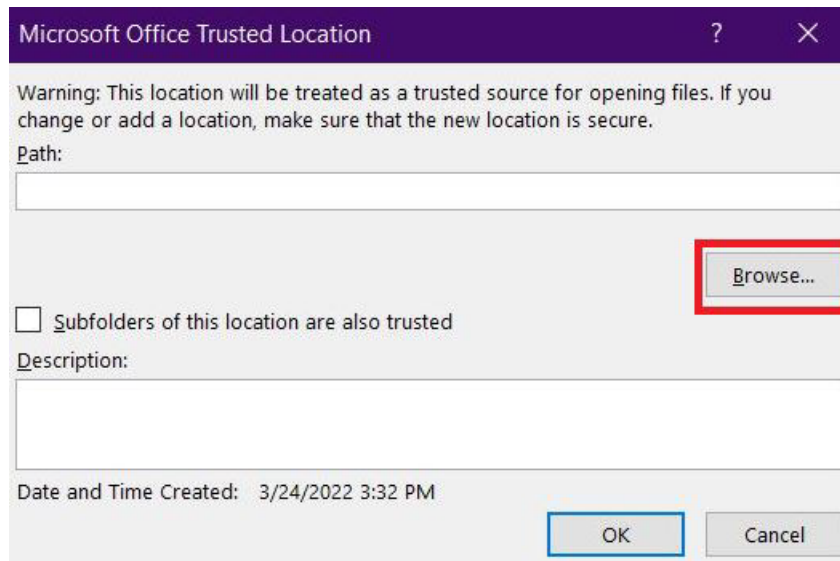 Microsoft Office Trusted Location ?
Warning: This location will be treated as a trusted source for opening files. If you
change or add a location, make sure that the new location is secure.
Path:
Browse...
Subfolders of this location are also trusted
Description:
Date and Time Created: 3/24/2022 3:32 PM
OK Cancel